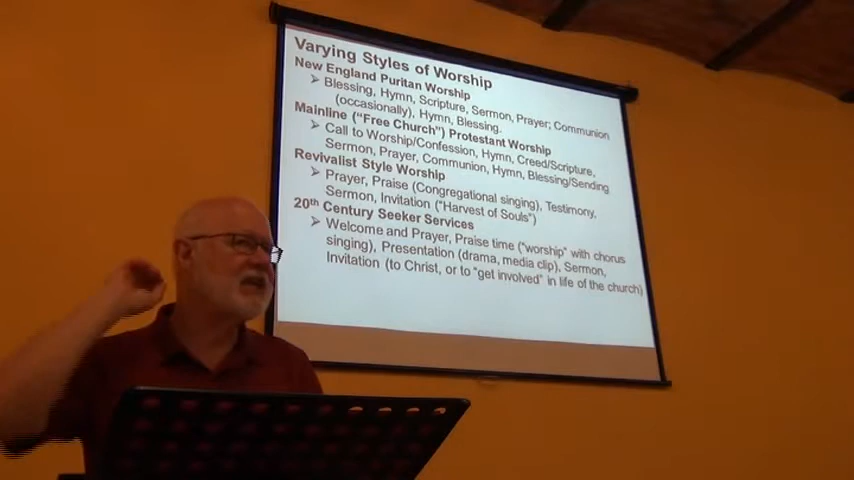 Varying Styles of Worship
New England Puritan Worship
➢ Blessing, Hymn, Scripture, Sermon, Prayer; Communion
(occasionally), Hymn, Blessing.
Mainline ("Free Church") Protestant Worship
➢ Call to Worship/Confession, Hymn, Creed/Scripture,
Sermon, Prayer, Communion, Hymn, Blessing/Sending
Revivalist Style Worship
➢ Prayer, Praise (Congregational singing), Testimony,
Sermon, Invitation ("Harvest of Souls")
20th Century Seeker Services
➢ Welcome and Prayer, Praise time ("worship" with chorus
singing), Presentation (drama, media clip), Sermon,
Invitation (to Christ, or to "get involved" in life of the church)